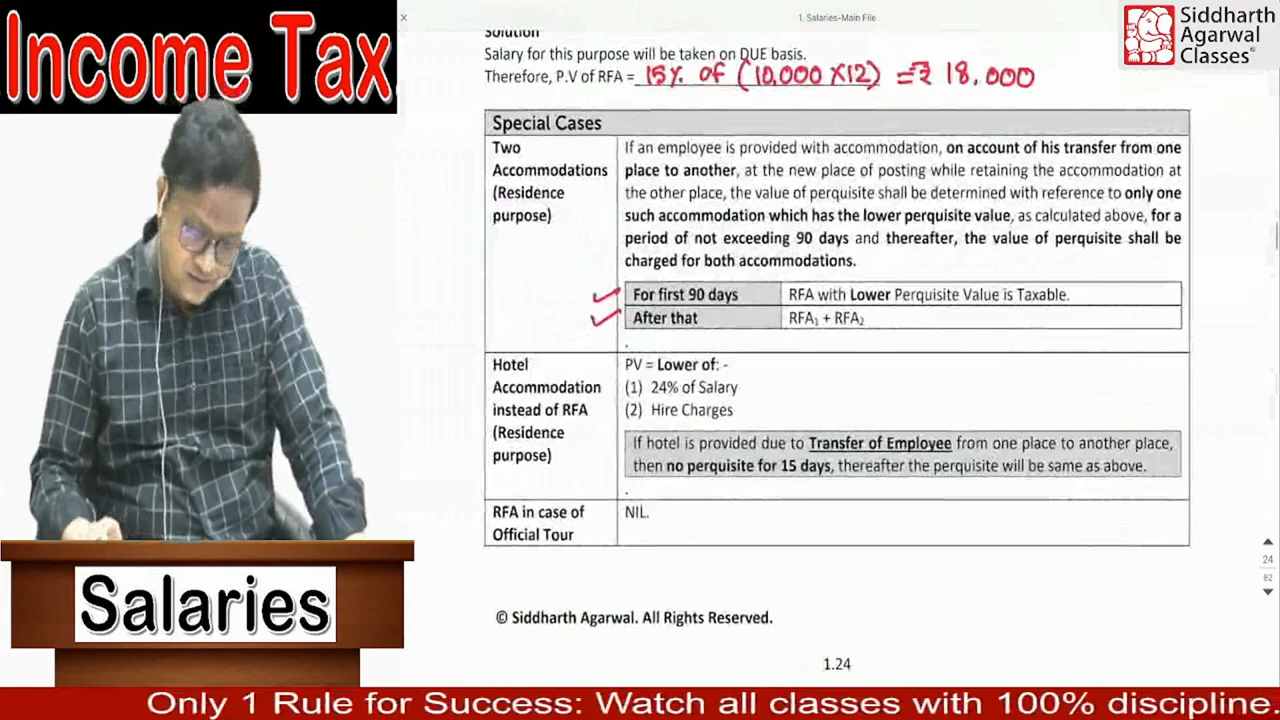 Income Tax
1. Salaries-Main File
Siddharth
Agarwal
Classes®
Solution
Salary for this purpose will be taken on DUE basis.
Therefore, P.V of RFA = 15% of (10,000 X12) = ₹ 18,000
Special Cases
Two
Accommodations
(Residence
purpose)
If an employee is provided with accommodation, on account of his transfer from one
place to another, at the new place of posting while retaining the accommodation at
the other place, the value of perquisite shall be determined with reference to only one
such accommodation which has the lower perquisite value, as calculated above, for a
period of not exceeding 90 days and thereafter, the value of perquisite shall be
charged for both accommodations.
For first 90 days RFA with Lower Perquisite Value is Taxable.
After that RFA₁ + RFA₂
.
Hotel
Accommodation
instead of RFA
(Residence
purpose)
PV = Lower of: -
(1) 24% of Salary
(2) Hire Charges
If hotel is provided due to Transfer of Employee from one place to another place,
then no perquisite for 15 days, thereafter the perquisite will be same as above.
.
RFA in case of
Official Tour
NIL.
24
82
© Siddharth Agarwal. All Rights Reserved.
1.24
Salaries
Only 1 Rule for Success: Watch all classes with 100% discipline.